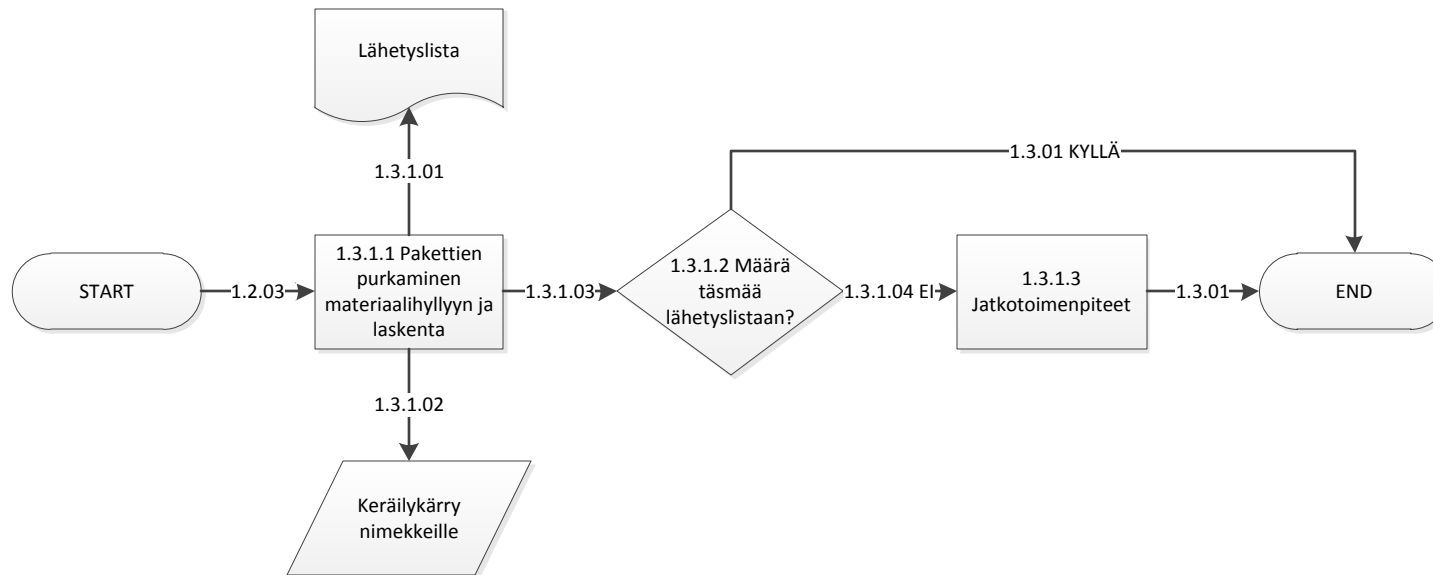 Lähetyslista
1.3.1.01
1.3.01 KYLLÄ
START
1.2.03
1.3.1.1 Pakettien
purkaminen
materiaalihyllyyn ja
laskenta
1.3.1.03
1.3.1.2 Määrä
täsmää
lähetyslistaan?
1.3.1.04 EI
1.3.1.3
Jatkotoimenpiteet
1.3.01
END
1.3.1.02
Keräilykärry
nimekkeille